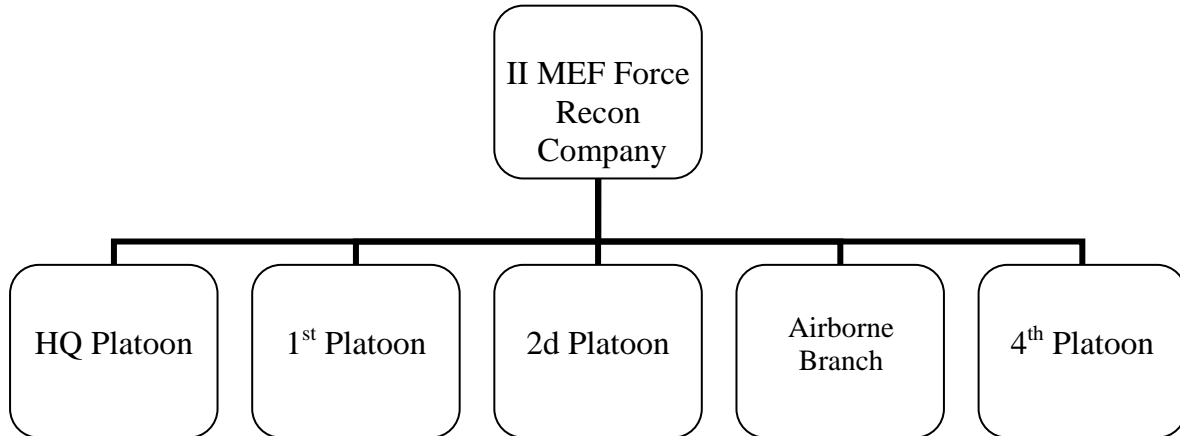 II MEF Force
Recon
Company
HQ Platoon
1st Platoon
2d Platoon
Airborne
Branch
4th Platoon